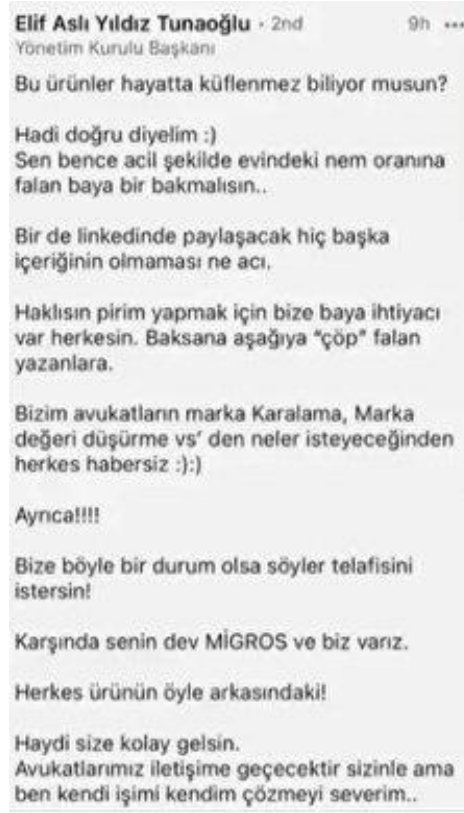 Elif Aslı Yıldız Tunaoğlu · 2nd 9h ...
Yönetim Kurulu Başkanı
Bu ürünler hayatta küflenmez biliyor musun?
Hadi doğru diyelim :)
Sen bence acil şekilde evindeki nem oranına
falan baya bir bakmalısın..
Bir de linkedinde paylaşacak hiç başka
içeriğinin olmaması ne acı.
Haklısın pirim yapmak için bize baya ihtiyacı
var herkesin. Baksana aşağıya “çöp” falan
yazanlara.
Bizim avukatların marka Karalama, Marka
değeri düşürme vs’ den neler isteyeceğinden
herkes habersiz :):)
Ayrıca!!!!
Bize böyle bir durum olsa söyler telafisini
istersin!
Karşında senin dev MİGROS ve biz varız.
Herkes ürünün öyle arkasındaki!
Haydi size kolay gelsin.
Avukatlarımız iletişime geçecektir sizinle ama
ben kendi işimi kendim çözmeyi severim..